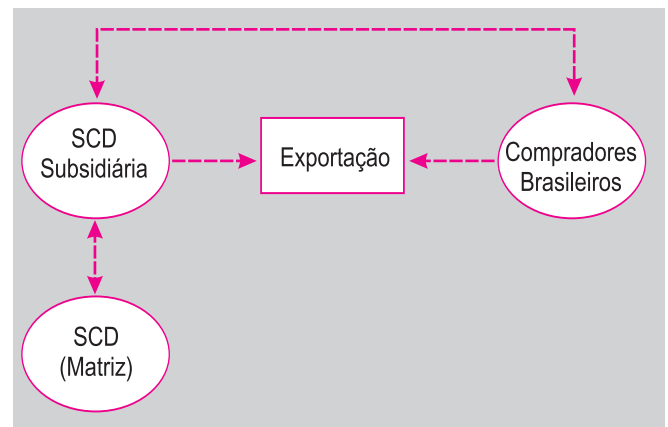 SCD
Subsidiária
Exportação
Compradores
Brasileiros
SCD
(Matriz)